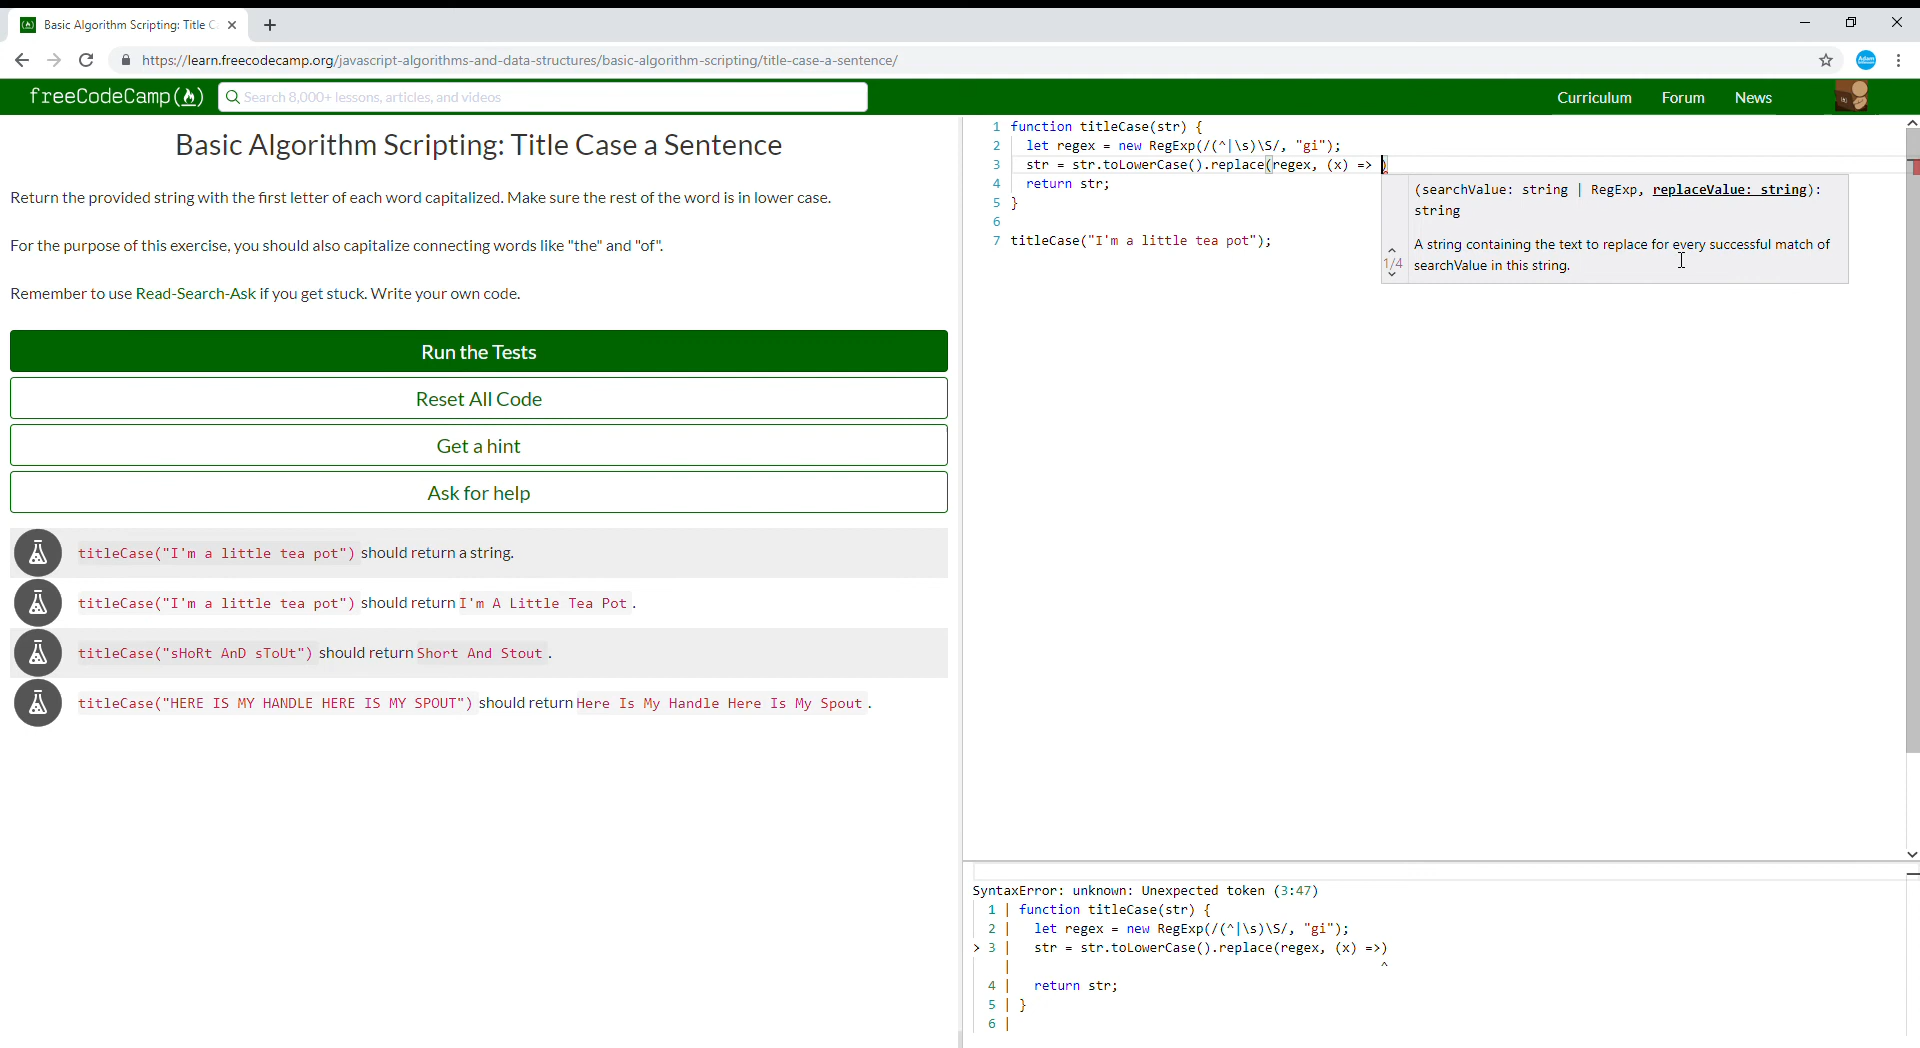 Basic Algorithm Scripting: Title C
https://learn.freecodecamp.org/javascript-algorithms-and-data-structures/basic-algorithm-scripting/title-case-a-sentence/
freeCodeCamp
Search 8,000+ lessons, articles, and videos
Curriculum Forum News
Basic Algorithm Scripting: Title Case a Sentence
Return the provided string with the first letter of each word capitalized. Make sure the rest of the word is in lower case.
For the purpose of this exercise, you should also capitalize connecting words like "the" and "of".
Remember to use Read-Search-Ask if you get stuck. Write your own code.
Run the Tests
Reset All Code
Get a hint
Ask for help
titleCase("I'm a little tea pot") should return a string.
titleCase("I'm a little tea pot") should return I'm A Little Tea Pot.
titleCase("sHoRt AnD sToUt") should return Short And Stout.
titleCase("HERE IS MY HANDLE HERE IS MY SPOUT") should return Here Is My Handle Here Is My Spout.
1 function titleCase(str) {
2 let regex = new RegExp(/(^|\s)\S/, "gi");
3 str = str.toLowerCase().replace(regex, (x) => )
4 return str;
5 }
6
7 titleCase("I'm a little tea pot");
(searchValue: string | RegExp, replaceValue: string):
string
A string containing the text to replace for every successful match of
1/4 searchValue in this string.
SyntaxError: unknown: Unexpected token (3:47)
1 | function titleCase(str) {
2 | let regex = new RegExp(/(^|\s)\S/, "gi");
> 3 | str = str.toLowerCase().replace(regex, (x) =>)
| ^
4 | return str;
5 | }
6 |